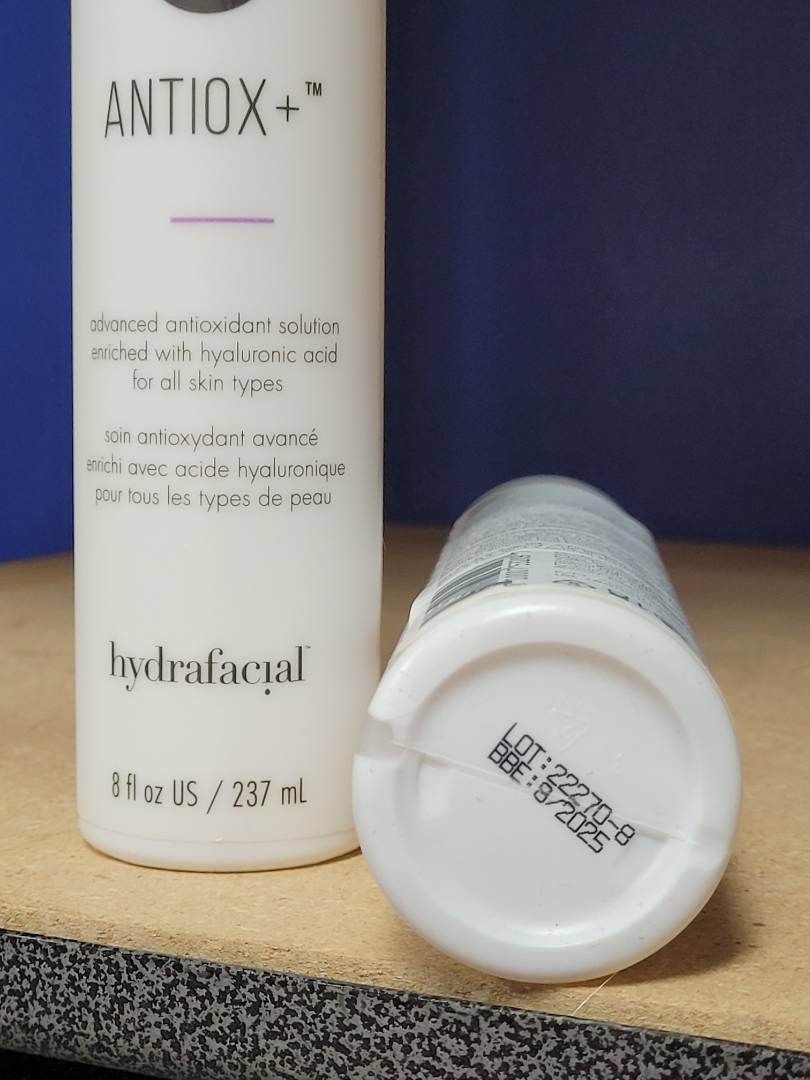 ANTIOX+™
advanced antioxidant solution
enriched with hyaluronic acid
for all skin types
soin antioxydant avancé
enrichi avec acide hyaluronique
pour tous les types de peau
hydrafacial™
8 fl oz US / 237 mL
LOT:22270-8
BBE:8/2025